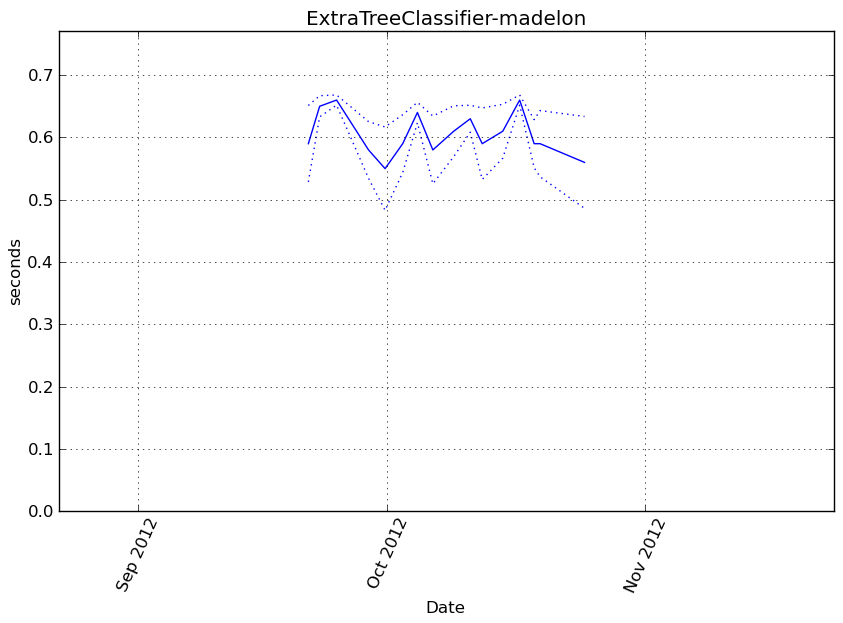 ExtraTreeClassifier-madelon
0.7
0.6
0.5
0.4
0.3
0.2
0.1
0.0
seconds
Sep 2012
Oct 2012
Nov 2012
Date